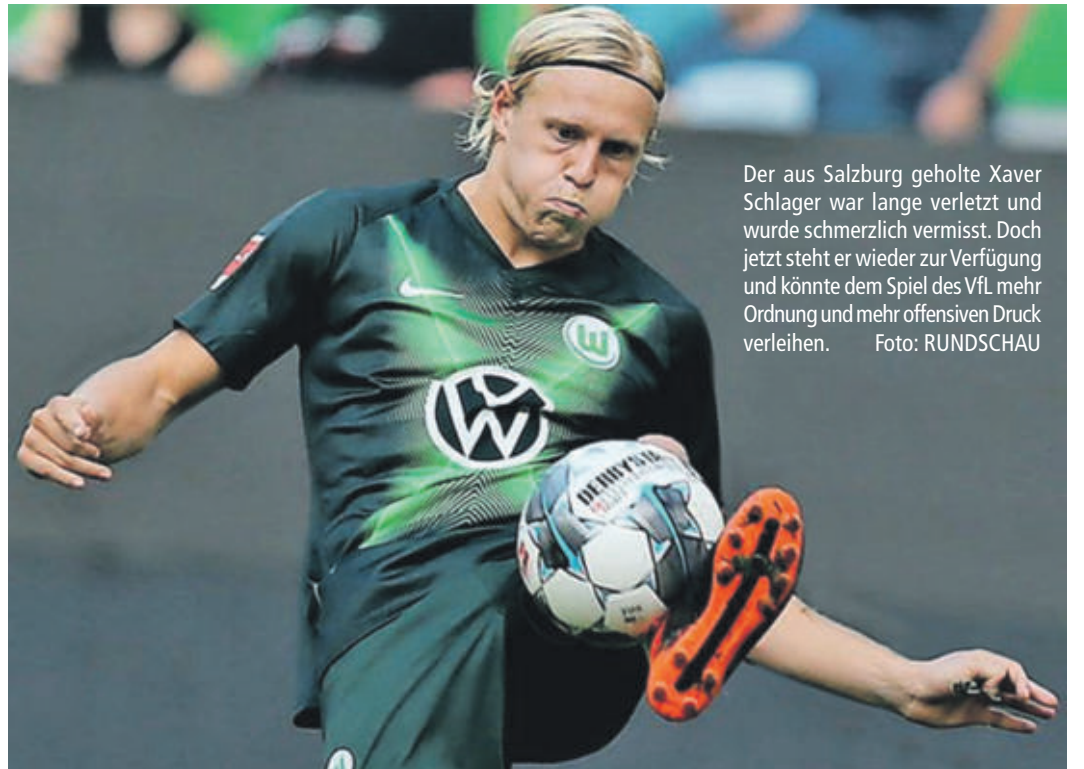 Der aus Salzburg geholte Xaver
Schlager war lange verletzt und
wurde schmerzlich vermisst. Doch
jetzt steht er wieder zur Verfügung
und könnte dem Spiel des VfL mehr
Ordnung und mehr offensiven Druck
verleihen. Foto: RUNDSCHAU
DERBYSTA